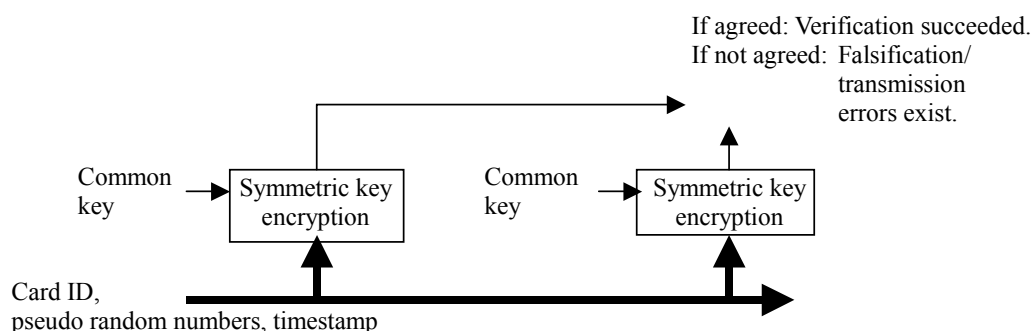 If agreed: Verification succeeded.
If not agreed: Falsification/
transmission
errors exist.
Common
key
Symmetric key
encryption
Common
key
Symmetric key
encryption
Card ID,
pseudo random numbers, timestamp